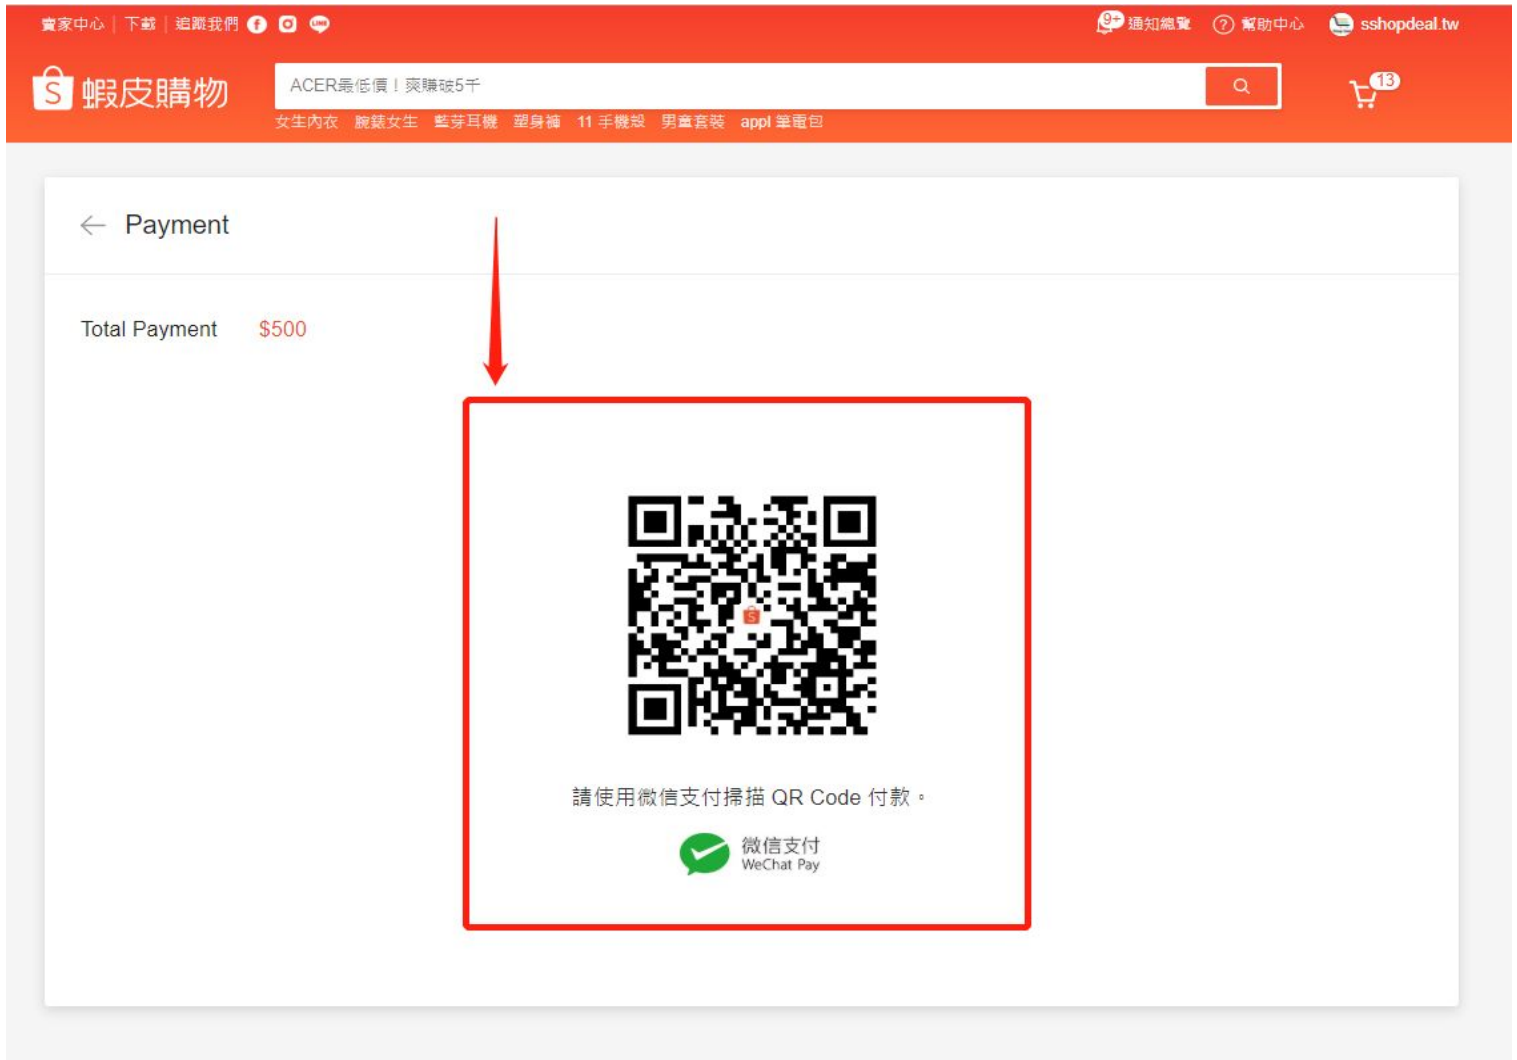 賣家中心 下載 追蹤我們
9+ 通知總覽 幫助中心 sshopdeal.tw
蝦皮購物
ACER最低價！爽賺破5千
13
女生內衣 腕錶女生 藍芽耳機 塑身褲 11 手機殼 男童套裝 appl 筆電包
← Payment
Total Payment $500
請使用微信支付掃描 QR Code 付款。
微信支付
WeChat Pay